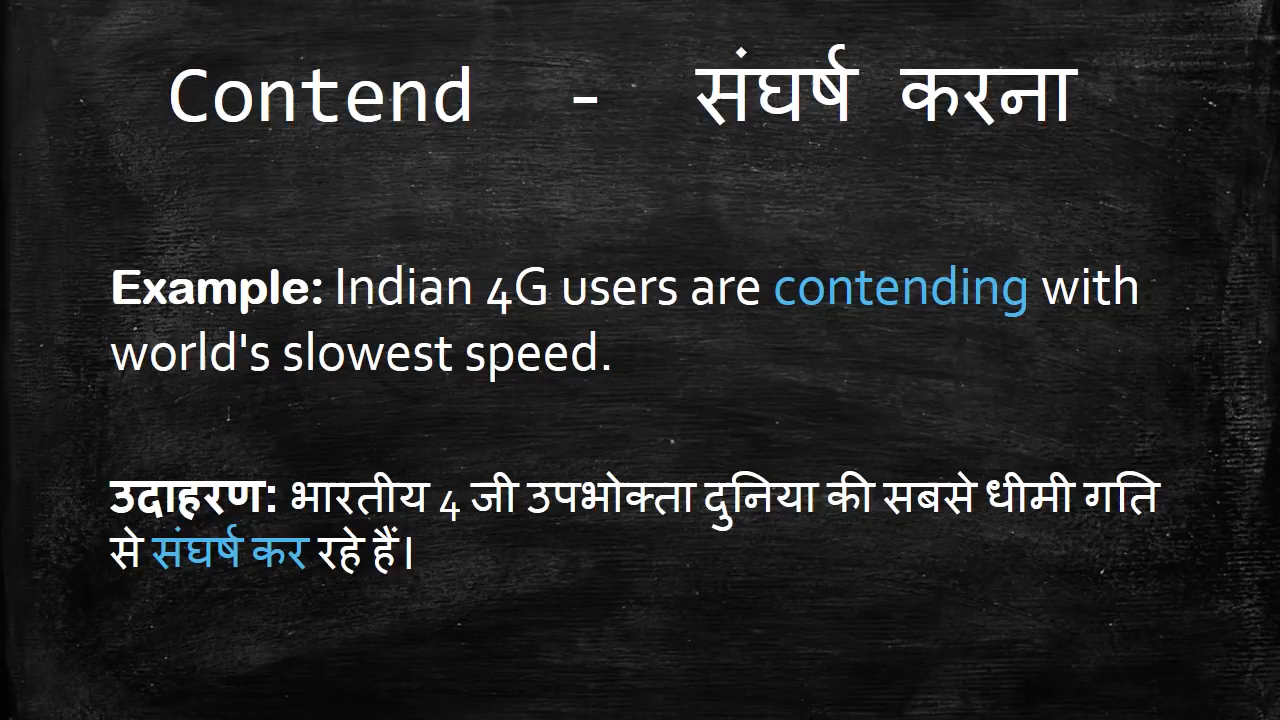 Contend - संघर्ष करना
Example: Indian 4G users are contending with
world's slowest speed.
उदाहरण: भारतीय 4 जी उपभोक्ता दुनिया की सबसे धीमी गति
से संघर्ष कर रहे हैं।